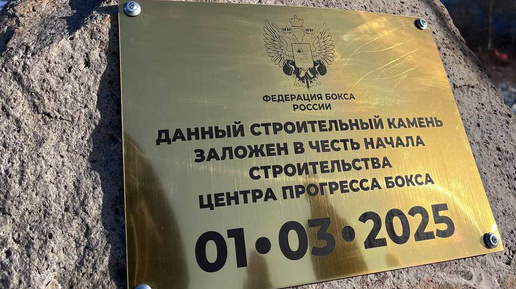 ФЕДЕРАЦИЯ БОКСА
РОССИИ
ДАННЫЙ СТРОИТЕЛЬНЫЙ КАМЕНЬ
ЗАЛОЖЕН В ЧЕСТЬ НАЧАЛА
СТРОИТЕЛЬСТВА
ЦЕНТРА ПРОГРЕССА БОКСА
01•03•2025